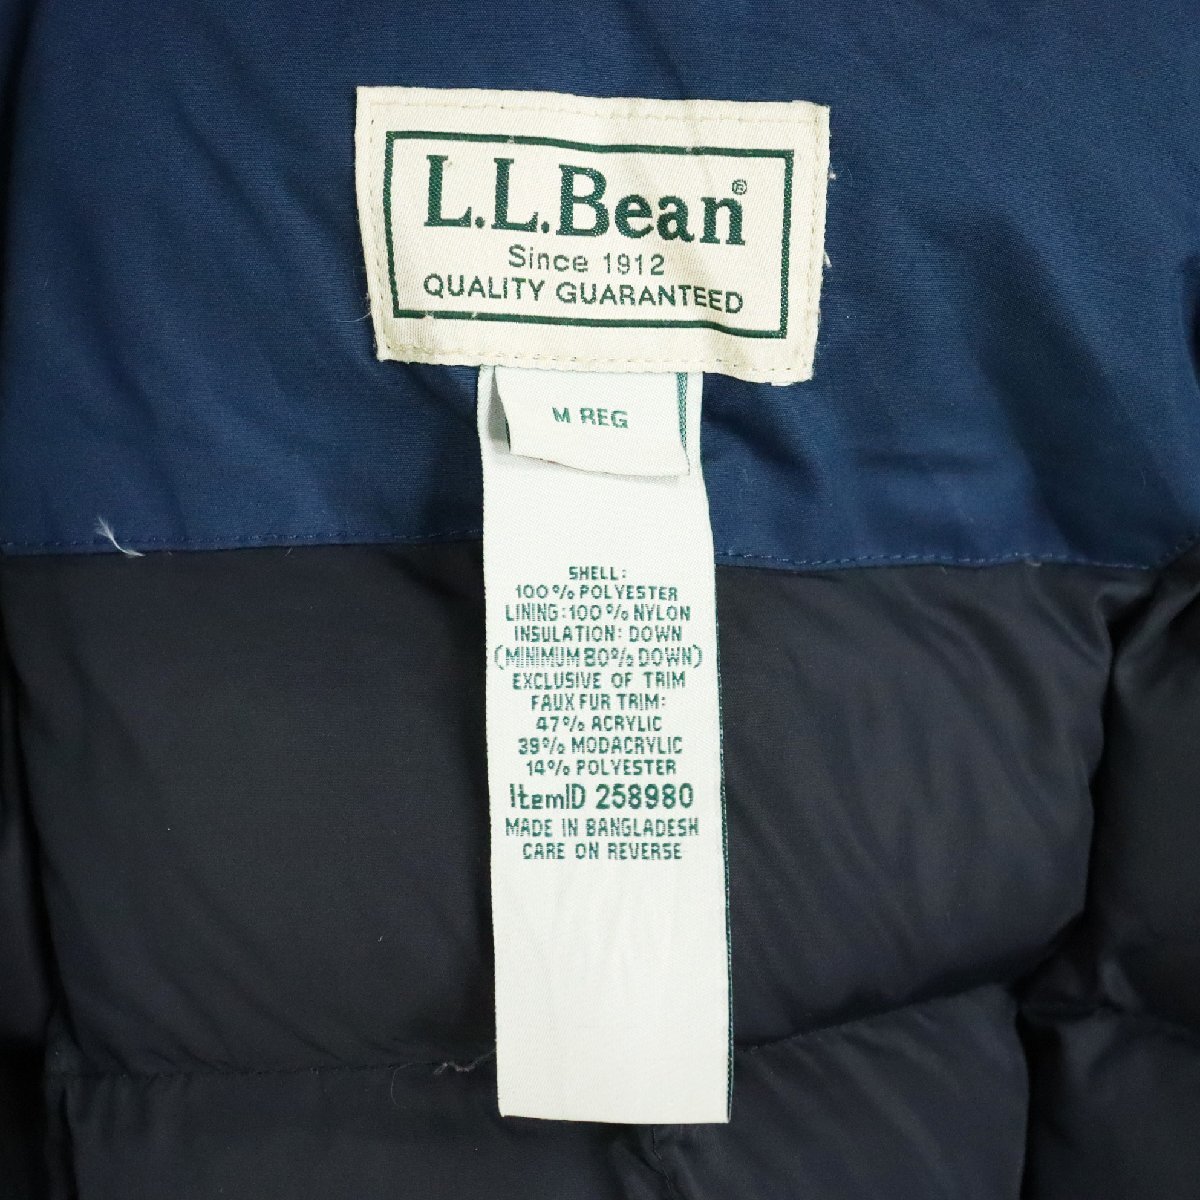 L.L.Bean®
Since 1912
QUALITY GUARANTEED
M REG
SHELL:
100% POLYESTER
LINING:100% NYLON
INSULATION: DOWN
(MINIMUM 80% DOWN)
EXCLUSIVE OF TRIM
FAUX FUR TRIM:
47% ACRYLIC
39% MODACRYLIC
14% POLYESTER
ItemID 258980
MADE IN BANGLADESH
CARE ON REVERSE